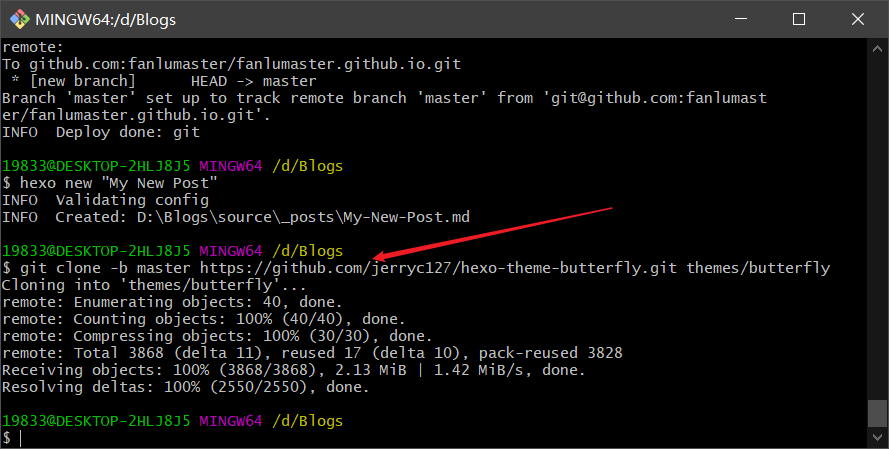 MINGW64:/d/Blogs
remote:
To github.com:fanlumaster/fanlumaster.github.io.git
 * [new branch]      HEAD -> master
Branch 'master' set up to track remote branch 'master' from 'git@github.com:fanlumast
er/fanlumaster.github.io.git'.
INFO  Deploy done: git
19833@DESKTOP-2HLJ8J5 MINGW64 /d/Blogs
$ hexo new "My New Post"
INFO  Validating config
INFO  Created: D:\Blogs\source\_posts\My-New-Post.md
19833@DESKTOP-2HLJ8J5 MINGW64 /d/Blogs
$ git clone -b master https://github.com/jerryc127/hexo-theme-butterfly.git themes/butterfly
Cloning into 'themes/butterfly'...
remote: Enumerating objects: 40, done.
remote: Counting objects: 100% (40/40), done.
remote: Compressing objects: 100% (30/30), done.
remote: Total 3868 (delta 11), reused 17 (delta 10), pack-reused 3828
Receiving objects: 100% (3868/3868), 2.13 MiB | 1.42 MiB/s, done.
Resolving deltas: 100% (2550/2550), done.
19833@DESKTOP-2HLJ8J5 MINGW64 /d/Blogs
$